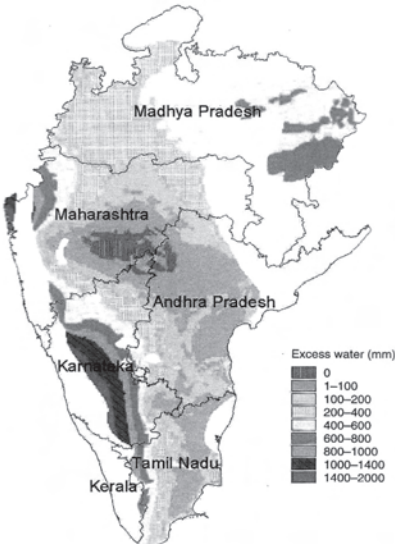 Madhya Pradesh
Maharashtra
Andhra Pradesh
Karnateka
Tamil Nadu
Kerala
Excess water (mm)
0
1–100
100–200
200–400
400–600
600–800
800–1000
1000–1400
1400–2000